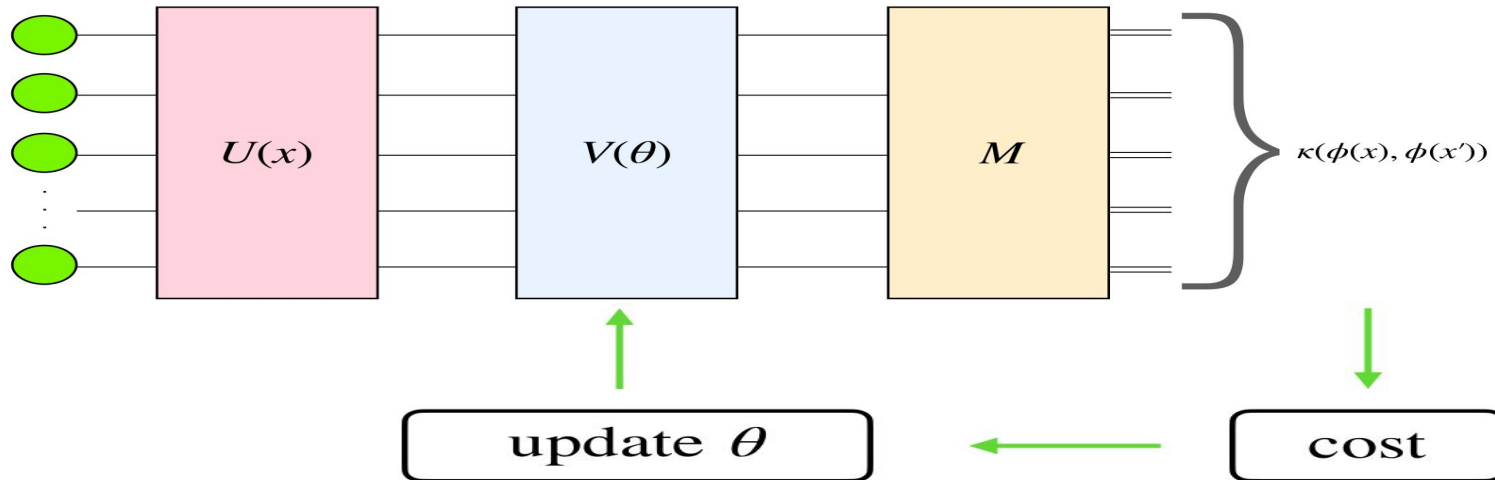 U(x)
V(θ)
M
κ(ϕ(x), ϕ(x′))
update θ
cost